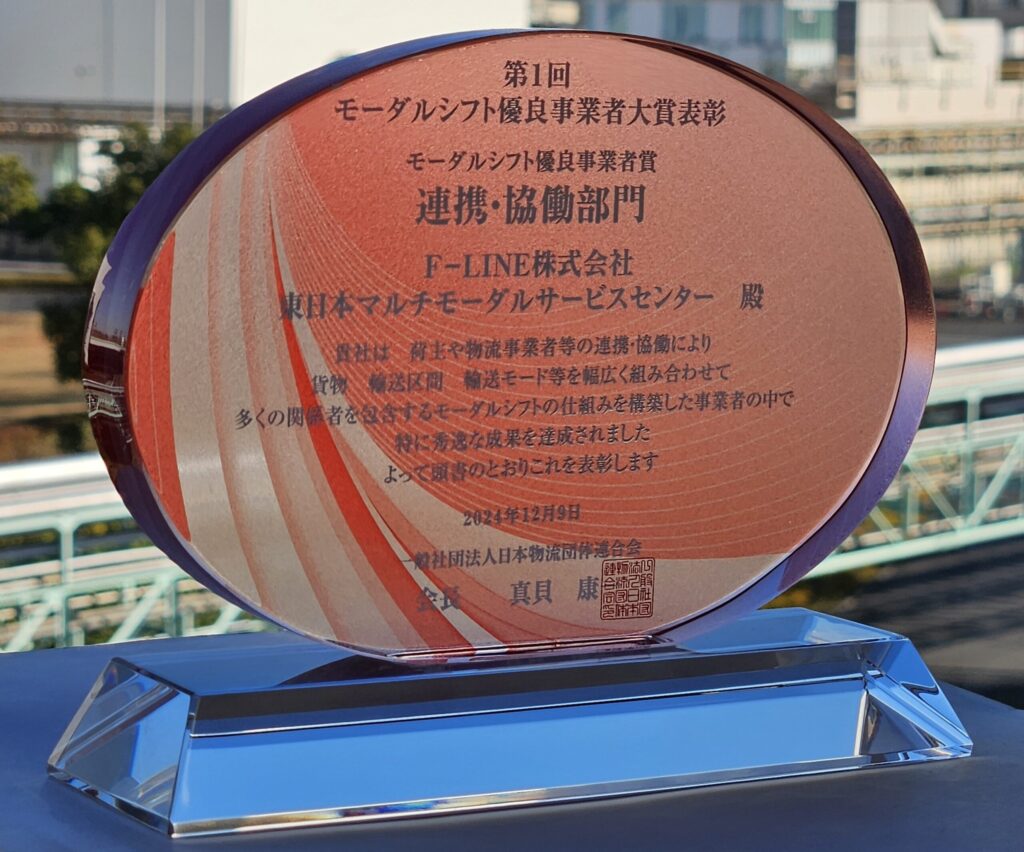 第1回
モーダルシフト優良事業者大賞表彰
モーダルシフト優良事業者賞
連携・協働部門
F-LINE株式会社
東日本マルチモーダルサービスセンター 殿
貴社は 荷主や物流事業者等の連携・協働により
貨物 輸送区間 輸送モード等を幅広く組み合わせて
多くの関係者を包含するモーダルシフトの仕組みを構築した事業者の中で
特に秀逸な成果を達成されました
よって頭書のとおりこれを表彰します
2024年12月9日
一般社団法人日本物流団体連合会
会長 真貝 康一